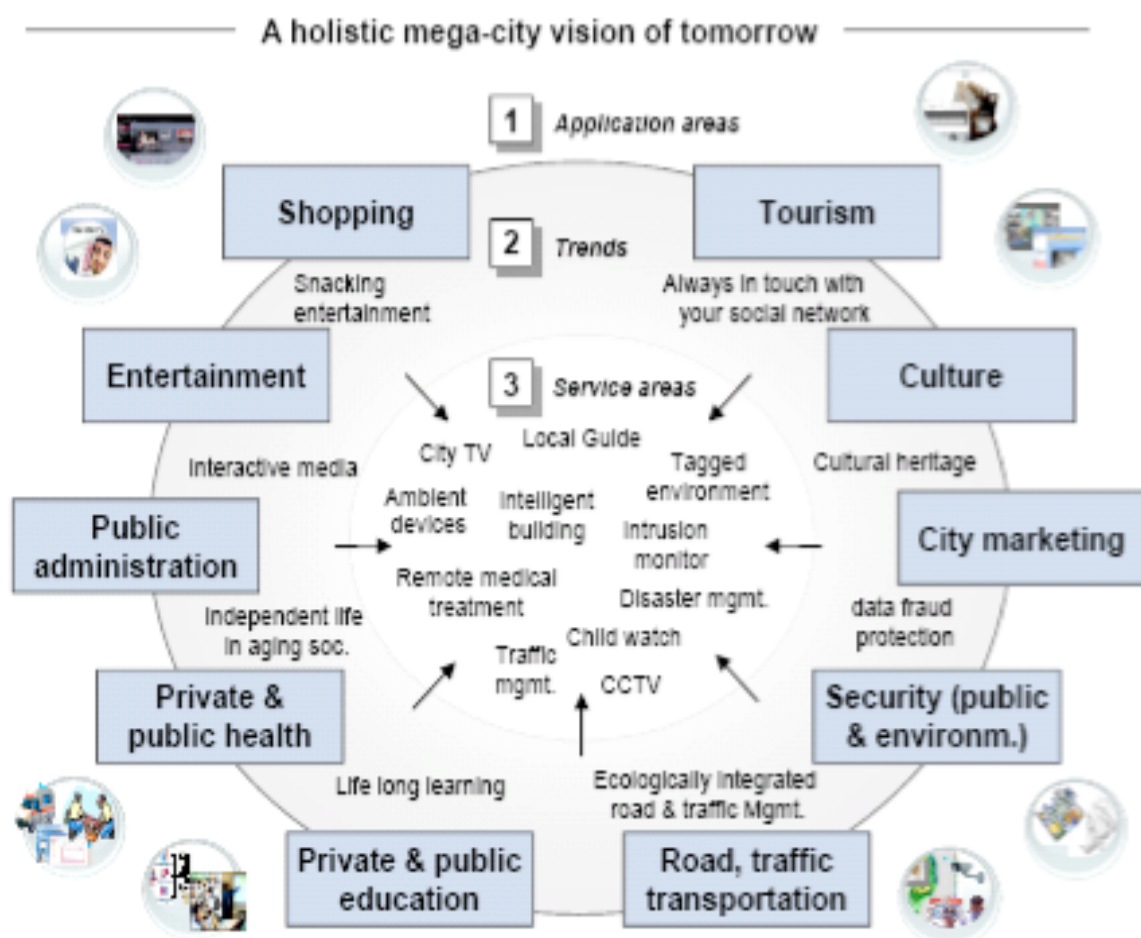 A holistic mega-city vision of tomorrow
1 Application areas
Shopping
Tourism
2 Trends
Snacking
entertainment
Always in touch with
your social network
Entertainment
Culture
3 Service areas
City TV
Local Guide
Tagged
environment
Interactive media
Cultural heritage
Ambient
devices
Intelligent
building
Intrusion
monitor
Public
administration
City marketing
Remote medical
treatment
Disaster mgmt.
Independent life
in aging soc.
data fraud
protection
Child watch
Traffic
mgmt.
CCTV
Private &
public health
Security (public
& environm.)
Life long learning
Ecologically integrated
road & traffic Mgmt.
Private & public
education
Road, traffic
transportation